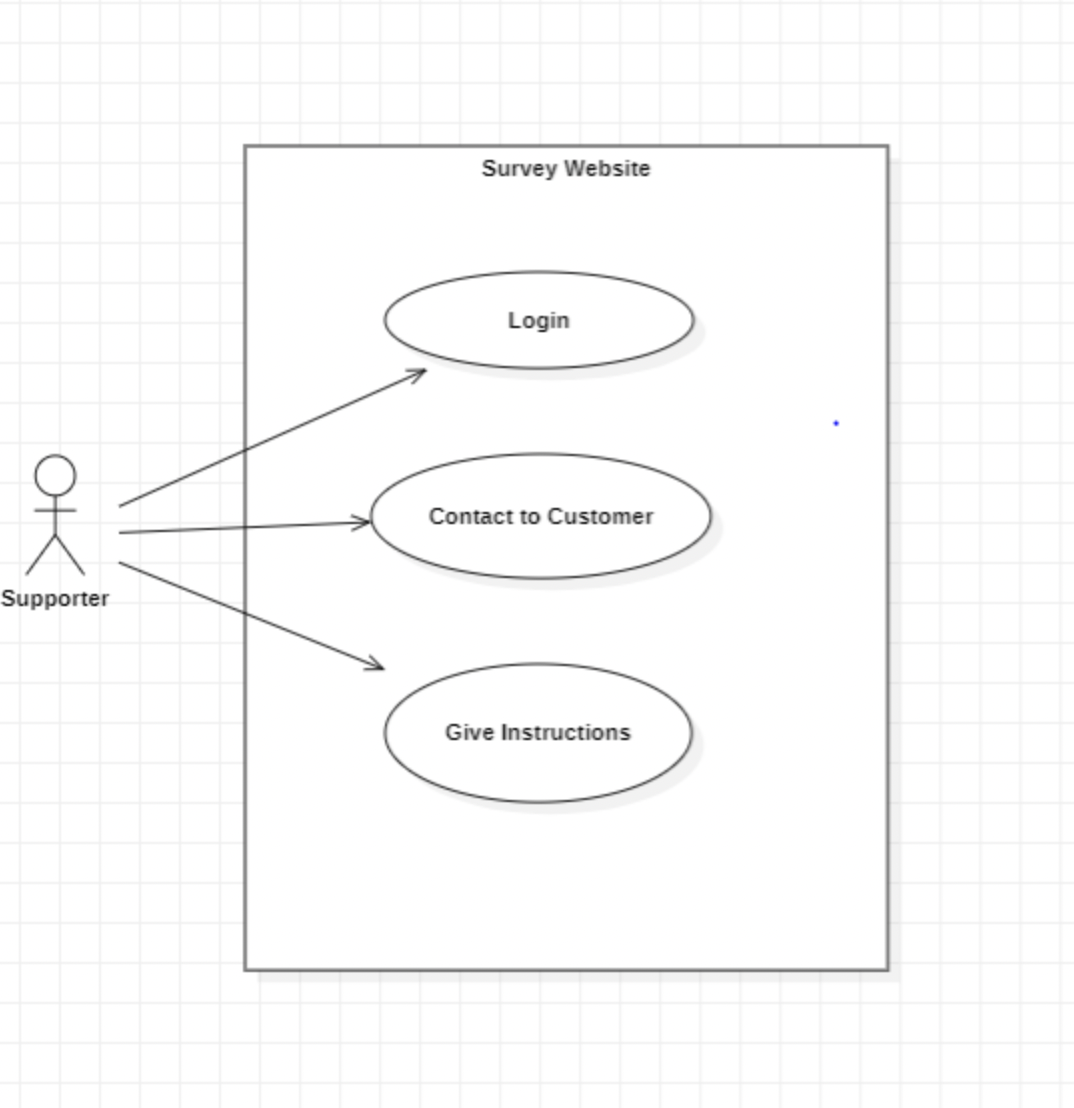 Survey Website
Login
Contact to Customer
Supporter
Give Instructions